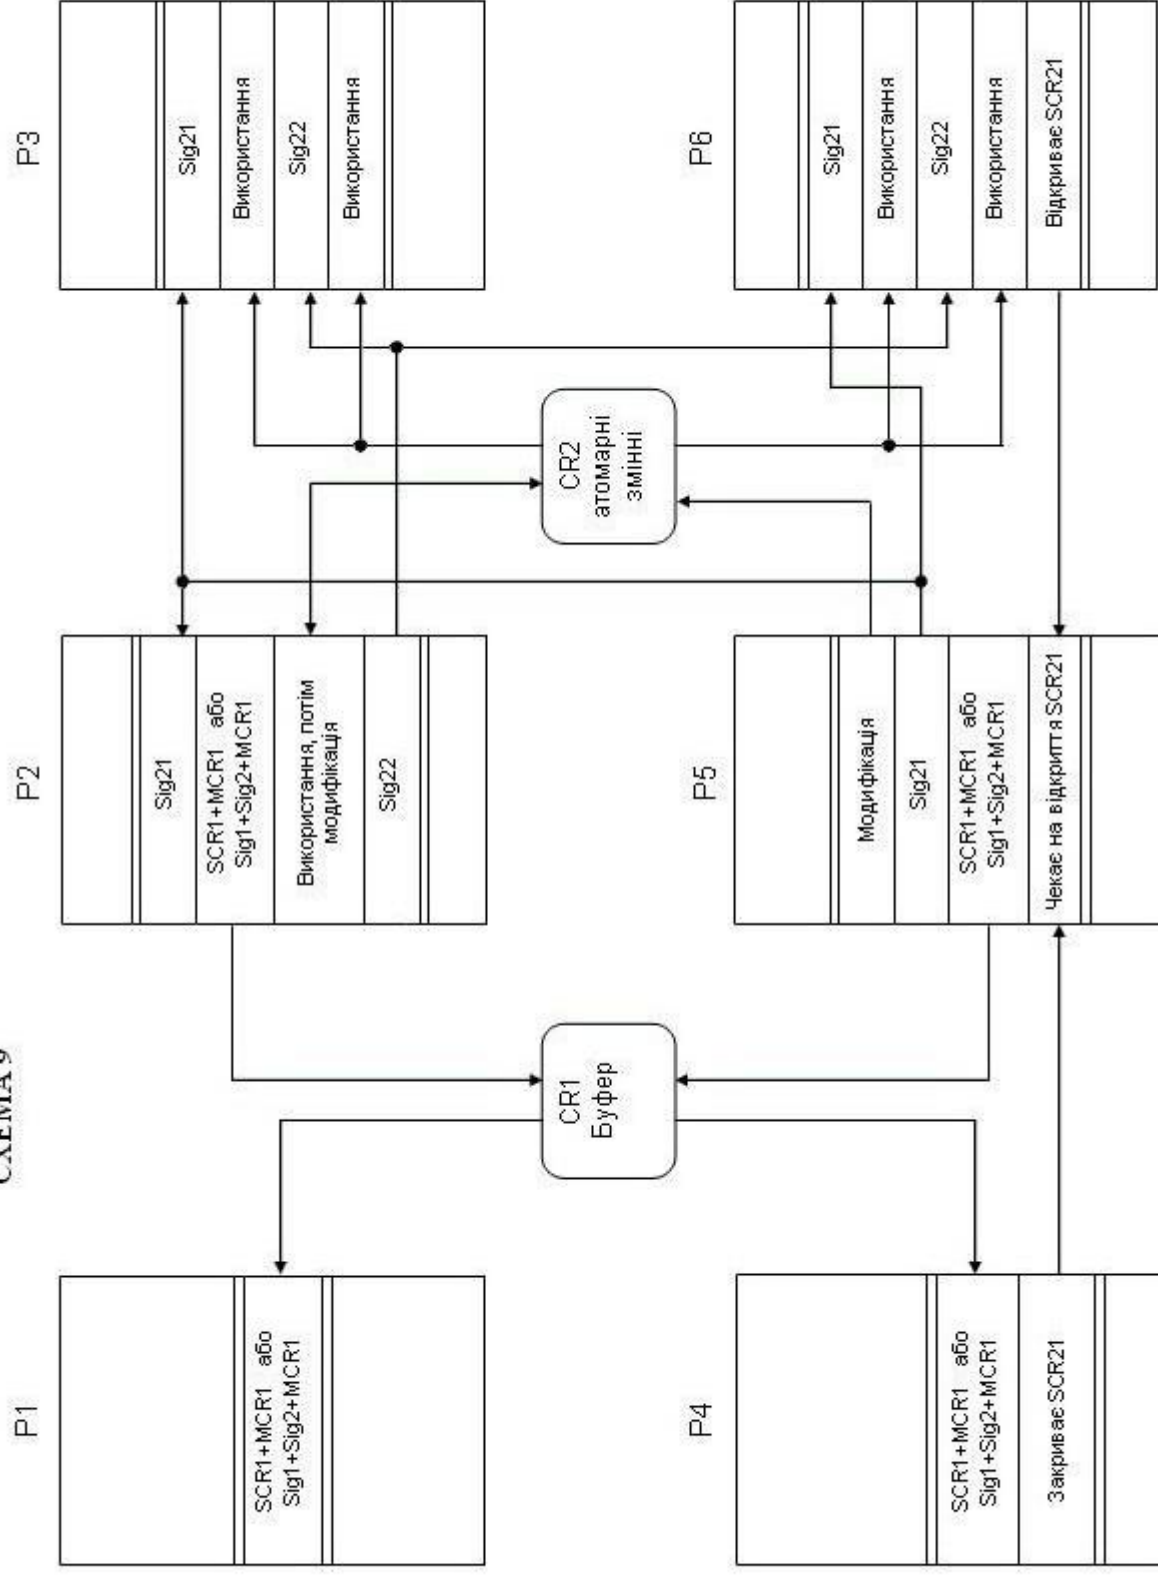 СХЕМА 9
P1
SCR1+MCR1 або
Sig1+Sig2+MCR1
P2
Sig21
SCR1+MCR1 або
Sig1+Sig2+MCR1
Використання, потім
модифікація
Sig22
P3
Sig21
Використання
Sig22
Використання
CR1
Буфер
CR2
атомарні
змінні
P4
SCR1+MCR1 або
Sig1+Sig2+MCR1
Закриває SCR21
P5
Модифікація
Sig21
SCR1+MCR1 або
Sig1+Sig2+MCR1
Чекає на відкриття SCR21
P6
Sig21
Використання
Sig22
Використання
Відкриває SCR21